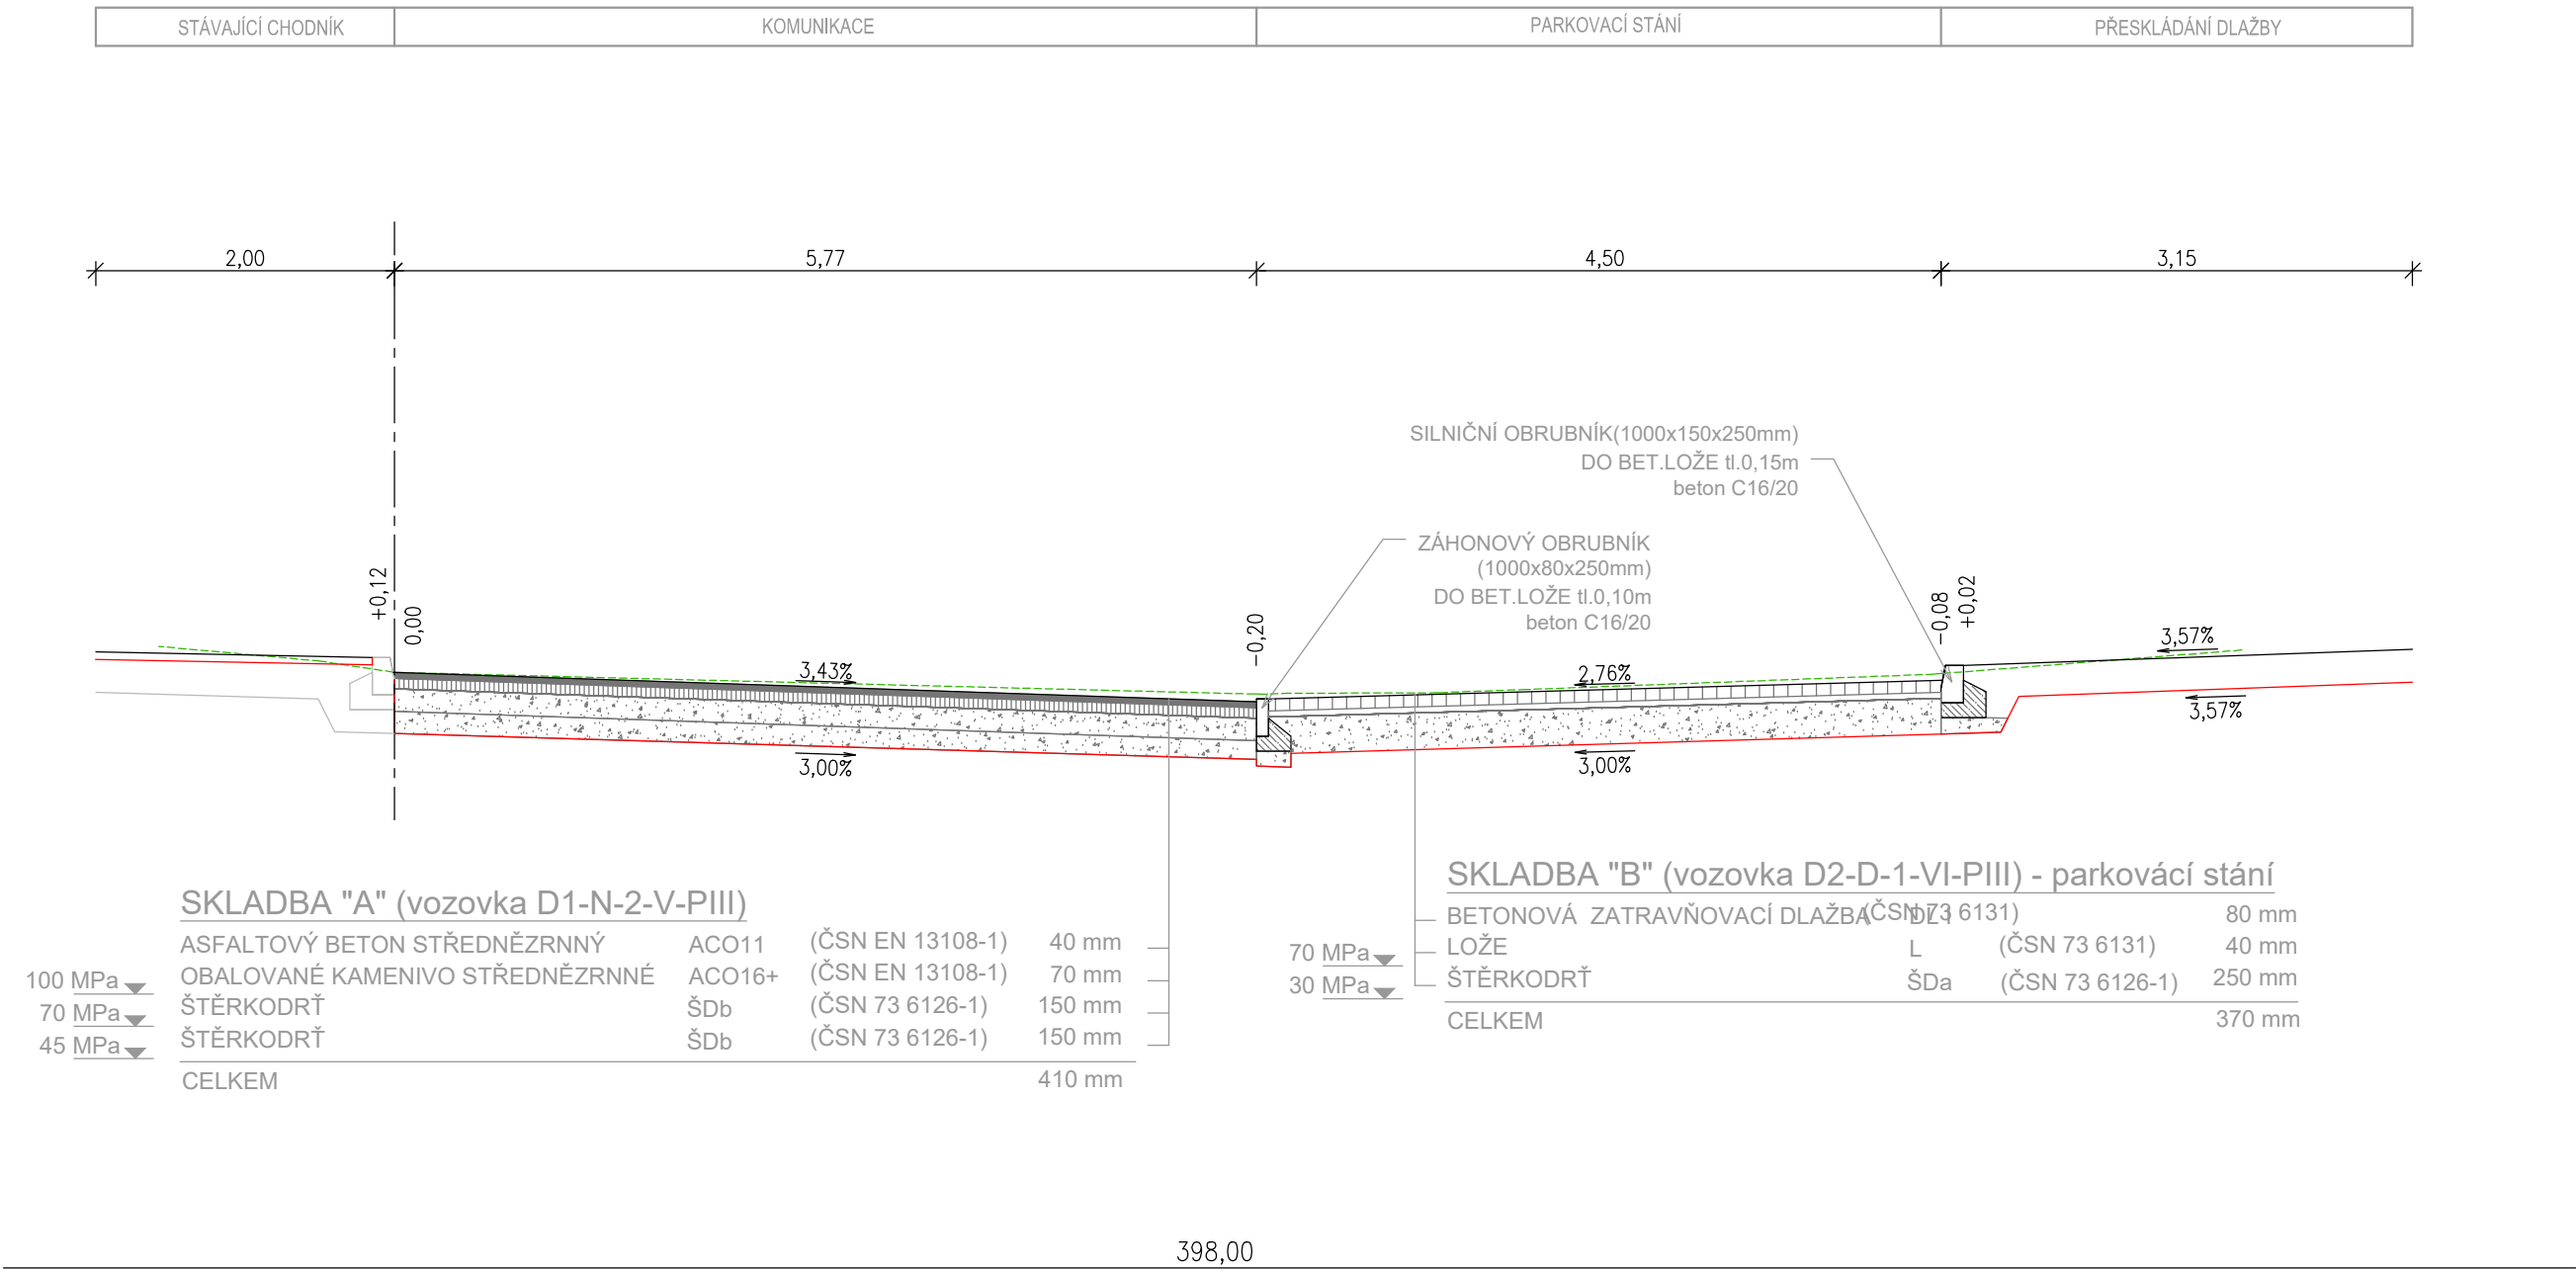 STÁVAJÍCÍ CHODNÍK
KOMUNIKACE
PARKOVACÍ STÁNÍ
PŘESKLÁDÁNÍ DLAŽBY
2,00
5,77
4,50
3,15
SILNIČNÍ OBRUBNÍK(1000x150x250mm)
DO BET.LOŽE tl.0,15m
beton C16/20
ZÁHONOVÝ OBRUBNÍK
(1000x80x250mm)
DO BET.LOŽE tl.0,10m
beton C16/20
+0,12
0,00
-0,20
-0,08
+0,02
3,43%
2,76%
3,57%
3,00%
3,00%
3,57%
SKLADBA "A" (vozovka D1-N-2-V-PIII)
ASFALTOVÝ BETON STŘEDNĚZRNNÝ ACO11 (ČSN EN 13108-1) 40 mm
100 MPa OBALOVANÉ KAMENIVO STŘEDNĚZRNNÉ ACO16+ (ČSN EN 13108-1) 70 mm
70 MPa ŠTĚRKODRŤ ŠDb (ČSN 73 6126-1) 150 mm
45 MPa ŠTĚRKODRŤ ŠDb (ČSN 73 6126-1) 150 mm
CELKEM 410 mm
SKLADBA "B" (vozovka D2-D-1-VI-PIII) - parkovácí stání
BETONOVÁ ZATRAVŇOVACÍ DLAŽBA DL (ČSN 73 6131) 80 mm
70 MPa LOŽE L (ČSN 73 6131) 40 mm
30 MPa ŠTĚRKODRŤ ŠDa (ČSN 73 6126-1) 250 mm
CELKEM 370 mm
398,00